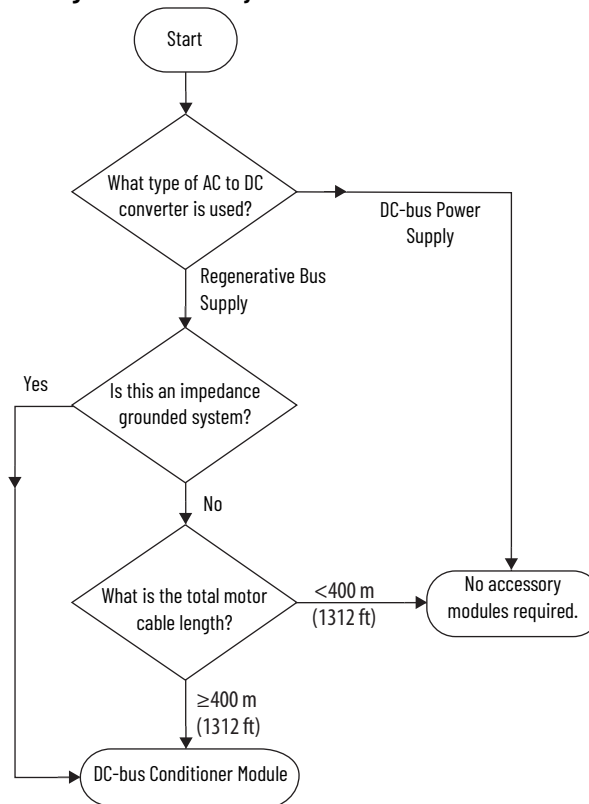 Start
What type of AC to DC
converter is used?
DC-bus Power
Supply
Regenerative Bus
Supply
Yes
Is this an impedance
grounded system?
No
What is the total motor
cable length?
<400 m
(1312 ft)
No accessory
modules required.
≥400 m
(1312 ft)
DC-bus Conditioner Module